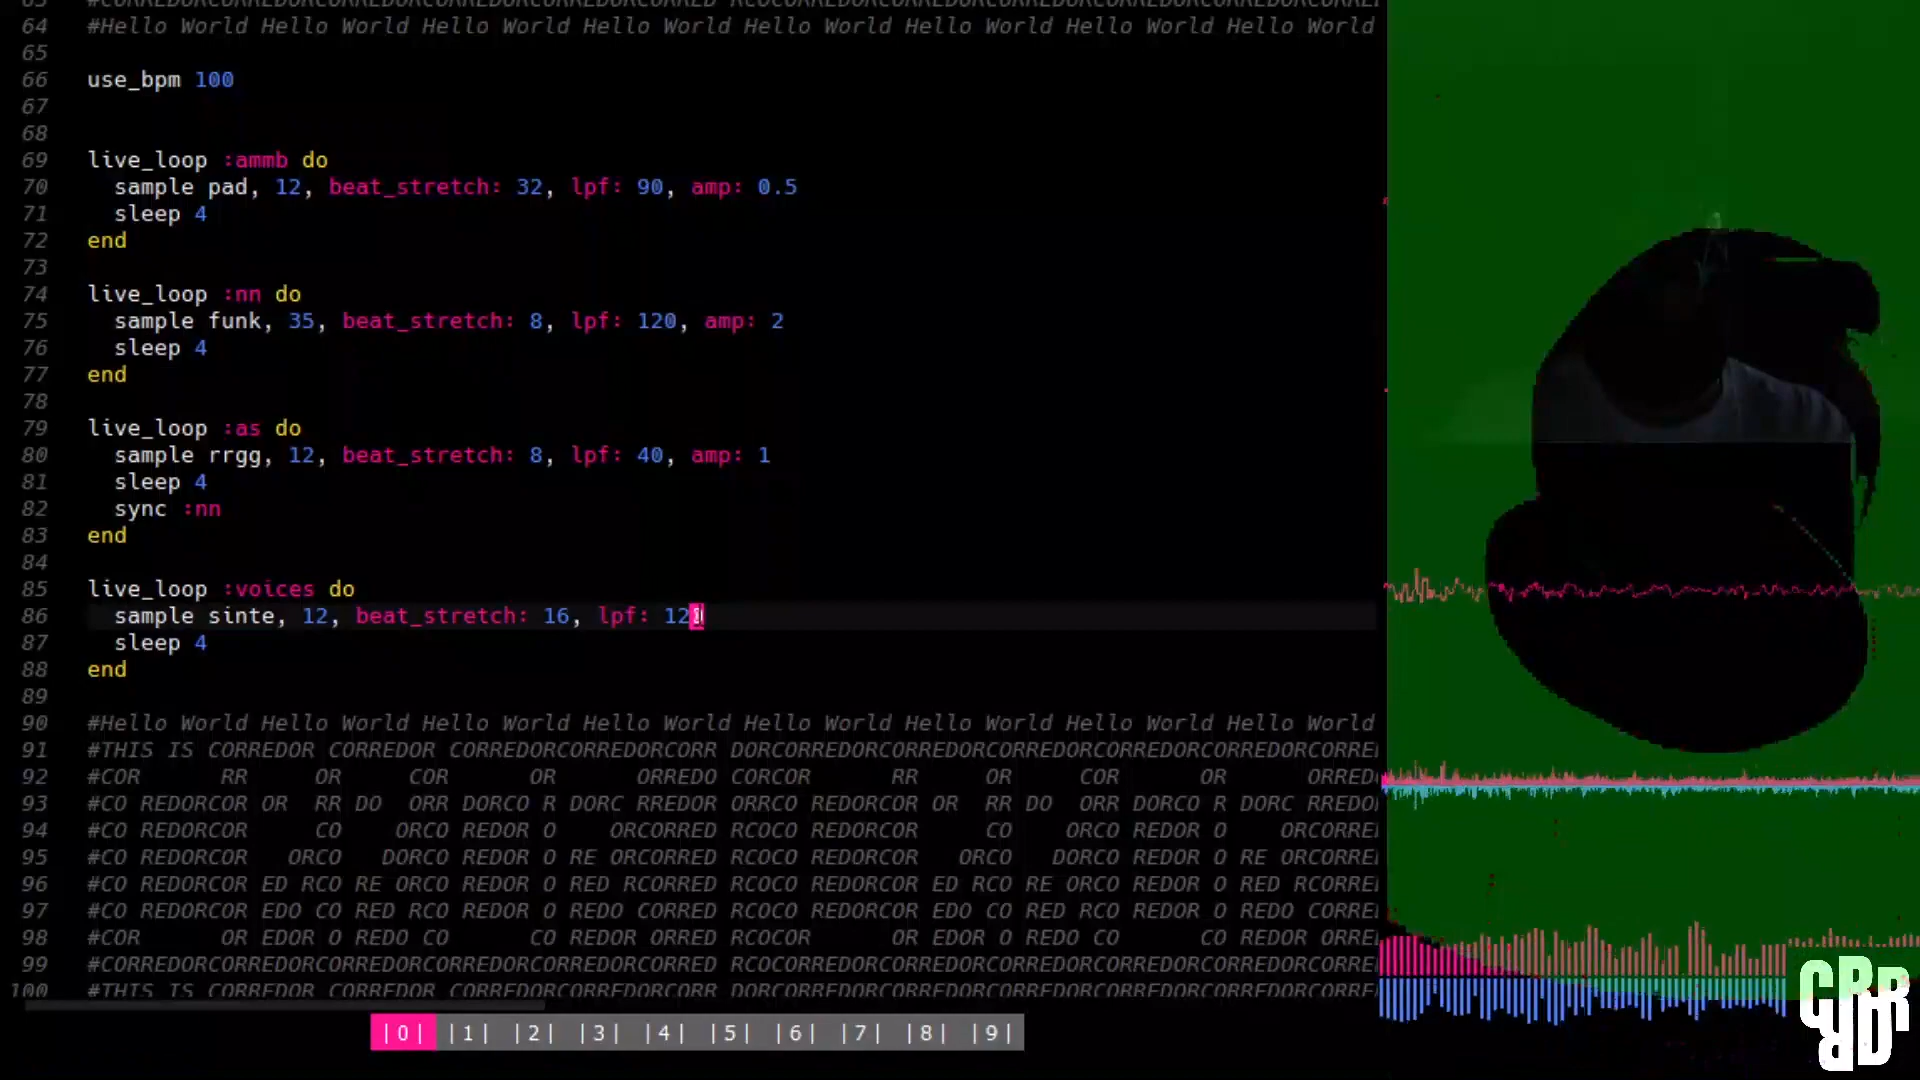 64 #Hello World Hello World Hello World Hello World Hello World Hello World Hello World Hello World
65
66 use_bpm 100
67
68
69 live_loop :ammb do
70 sample pad, 12, beat_stretch: 32, lpf: 90, amp: 0.5
71 sleep 4
72 end
73
74 live_loop :nn do
75 sample funk, 35, beat_stretch: 8, lpf: 120, amp: 2
76 sleep 4
77 end
78
79 live_loop :as do
80 sample rrgg, 12, beat_stretch: 8, lpf: 40, amp: 1
81 sleep 4
82 sync :nn
83 end
84
85 live_loop :voices do
86 sample sinte, 12, beat_stretch: 16, lpf: 12
87 sleep 4
88 end
89
90 #Hello World Hello World Hello World Hello World Hello World Hello World Hello World Hello World
91 #THIS IS CORREDOR CORREDOR CORREDORCORREDORCORR DORCORREDORCORREDORCORREDORCORREDORCORREDORCORRE
92 #COR RR OR COR OR ORREDO CORCOR RR OR COR OR ORRED
93 #CO REDORCOR OR RR DO ORR DORCO R DORC RREDOR ORRCO REDORCOR OR RR DO ORR DORCO R DORC RREDO
94 #CO REDORCOR CO ORCO REDOR O ORCORRED RCOCO REDORCOR CO ORCO REDOR O ORCORRE
95 #CO REDORCOR ORCO DORCO REDOR O RE ORCORRED RCOCO REDORCOR ORCO DORCO REDOR O RE ORCORRE
96 #CO REDORCOR ED RCO RE ORCO REDOR O RED RCORRED RCOCO REDORCOR ED RCO RE ORCO REDOR O RED RCORRE
97 #CO REDORCOR EDO CO RED RCO REDOR O REDO CORRED RCOCO REDORCOR EDO CO RED RCO REDOR O REDO CORRE
98 #COR OR EDOR O REDO CO CO REDOR ORRED RCOCOR OR EDOR O REDO CO CO REDOR ORRE
99 #CORREDORCORREDORCORREDORCORREDORCORREDORCORRED RCOCORREDORCORREDORCORREDORCORREDORCORREDORCORRE
100 #THIS IS CORREDOR CORREDOR CORREDORCORREDORCORR DORCORREDORCORREDORCORREDORCORREDORCORREDORCORRE
|0| |1| |2| |3| |4| |5| |6| |7| |8| |9|